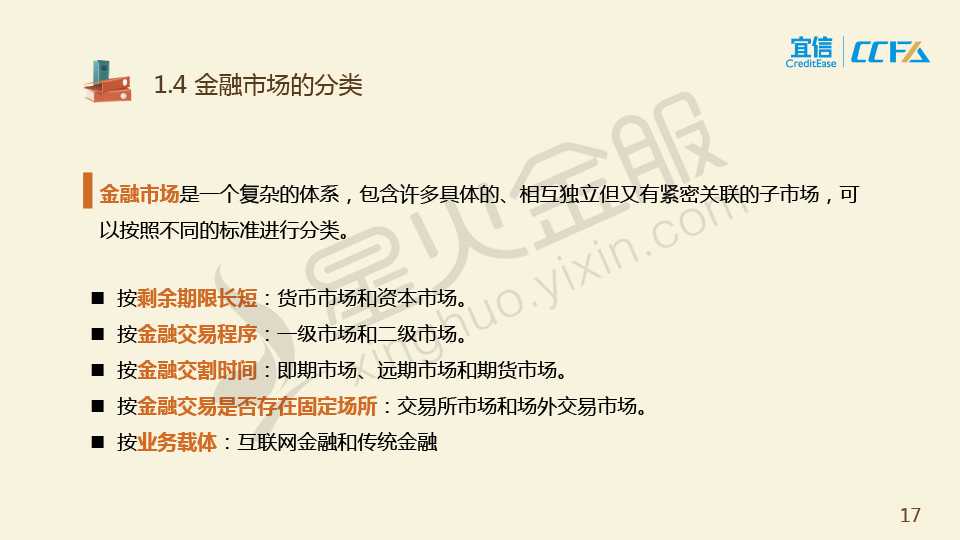 宜信
CreditEase
CCFA
1.4 金融市场的分类
金融市场是一个复杂的体系，包含许多具体的、相互独立但又有紧密关联的子市场，可
以按照不同的标准进行分类。
■ 按剩余期限长短：货币市场和资本市场。
■ 按金融交易程序：一级市场和二级市场。
■ 按金融交割时间：即期市场、远期市场和期货市场。
■ 按金融交易是否存在固定场所：交易所市场和场外交易市场。
■ 按业务载体：互联网金融和传统金融
星火金服
xinghuo.yixin.com
17